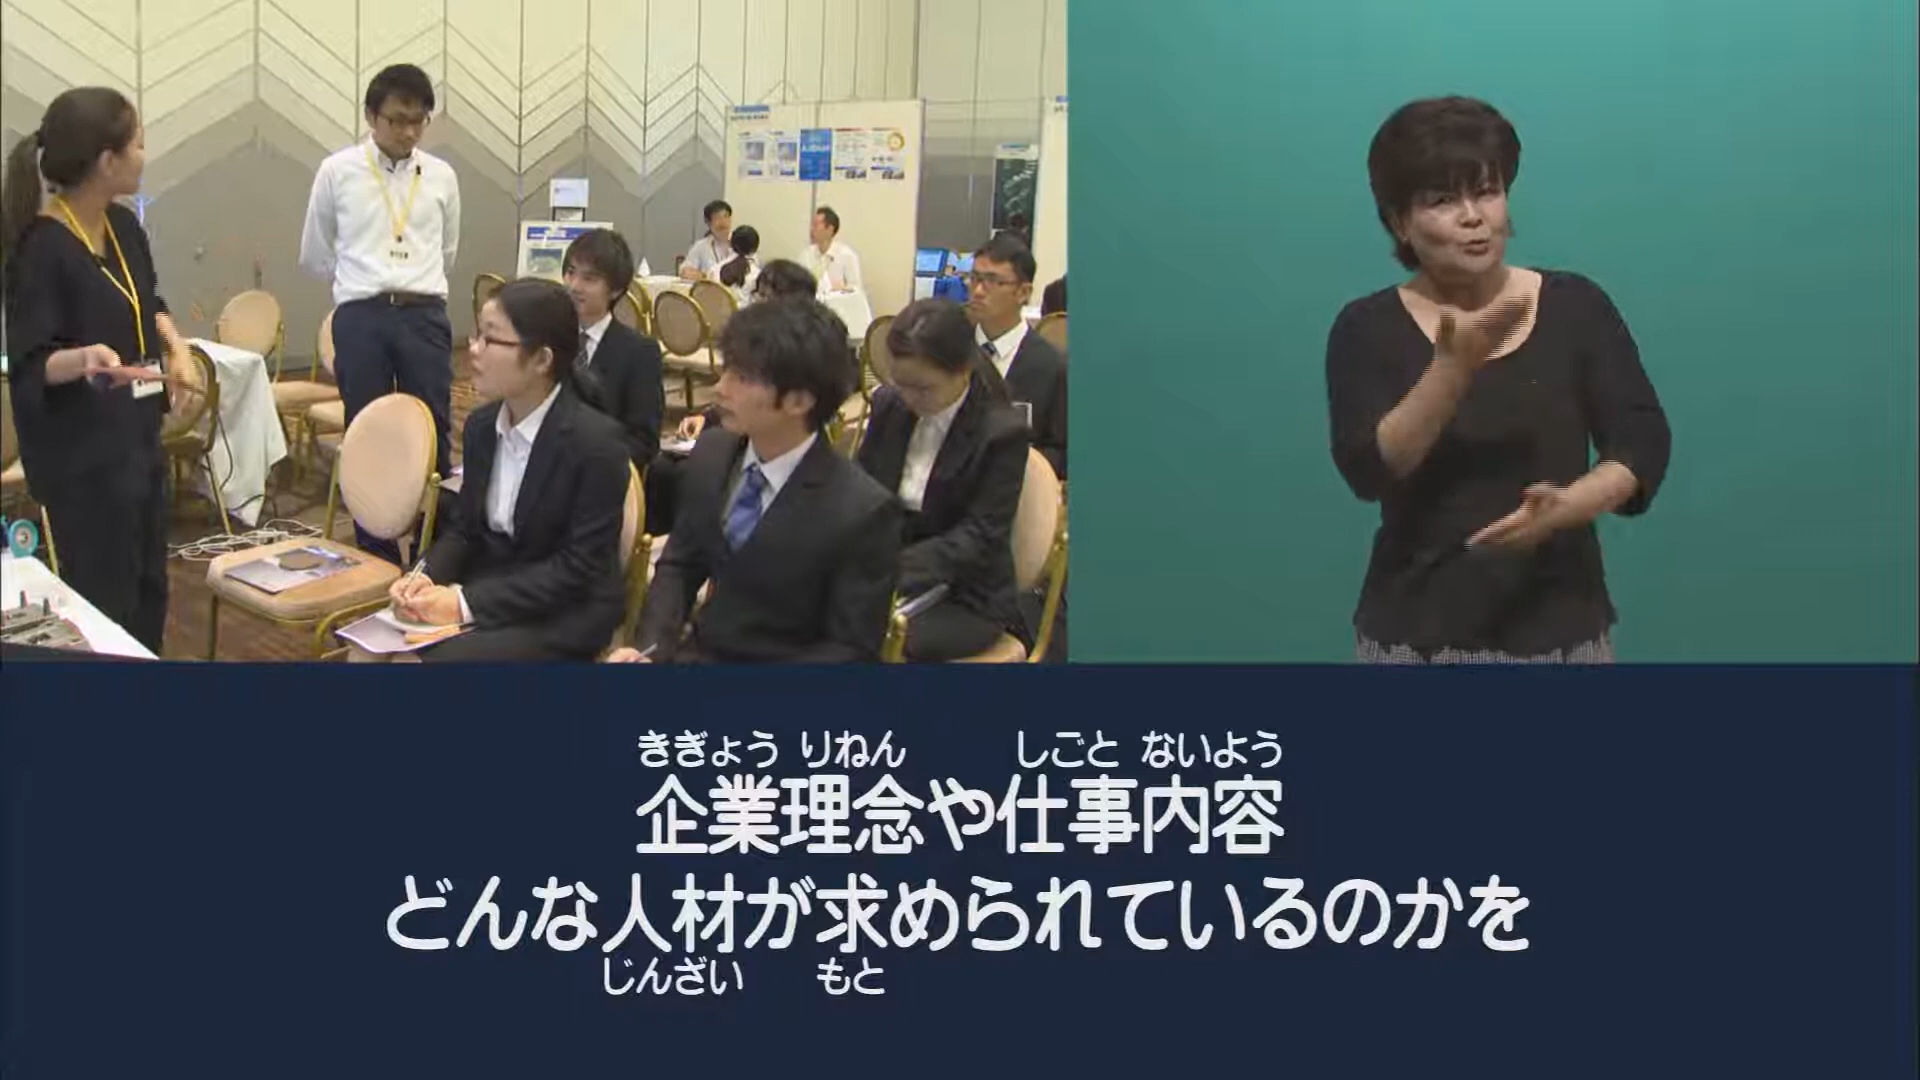 きぎょう りねん しごと ないよう
企業理念や仕事内容
どんな人材が求められているのかを
じんざい もと